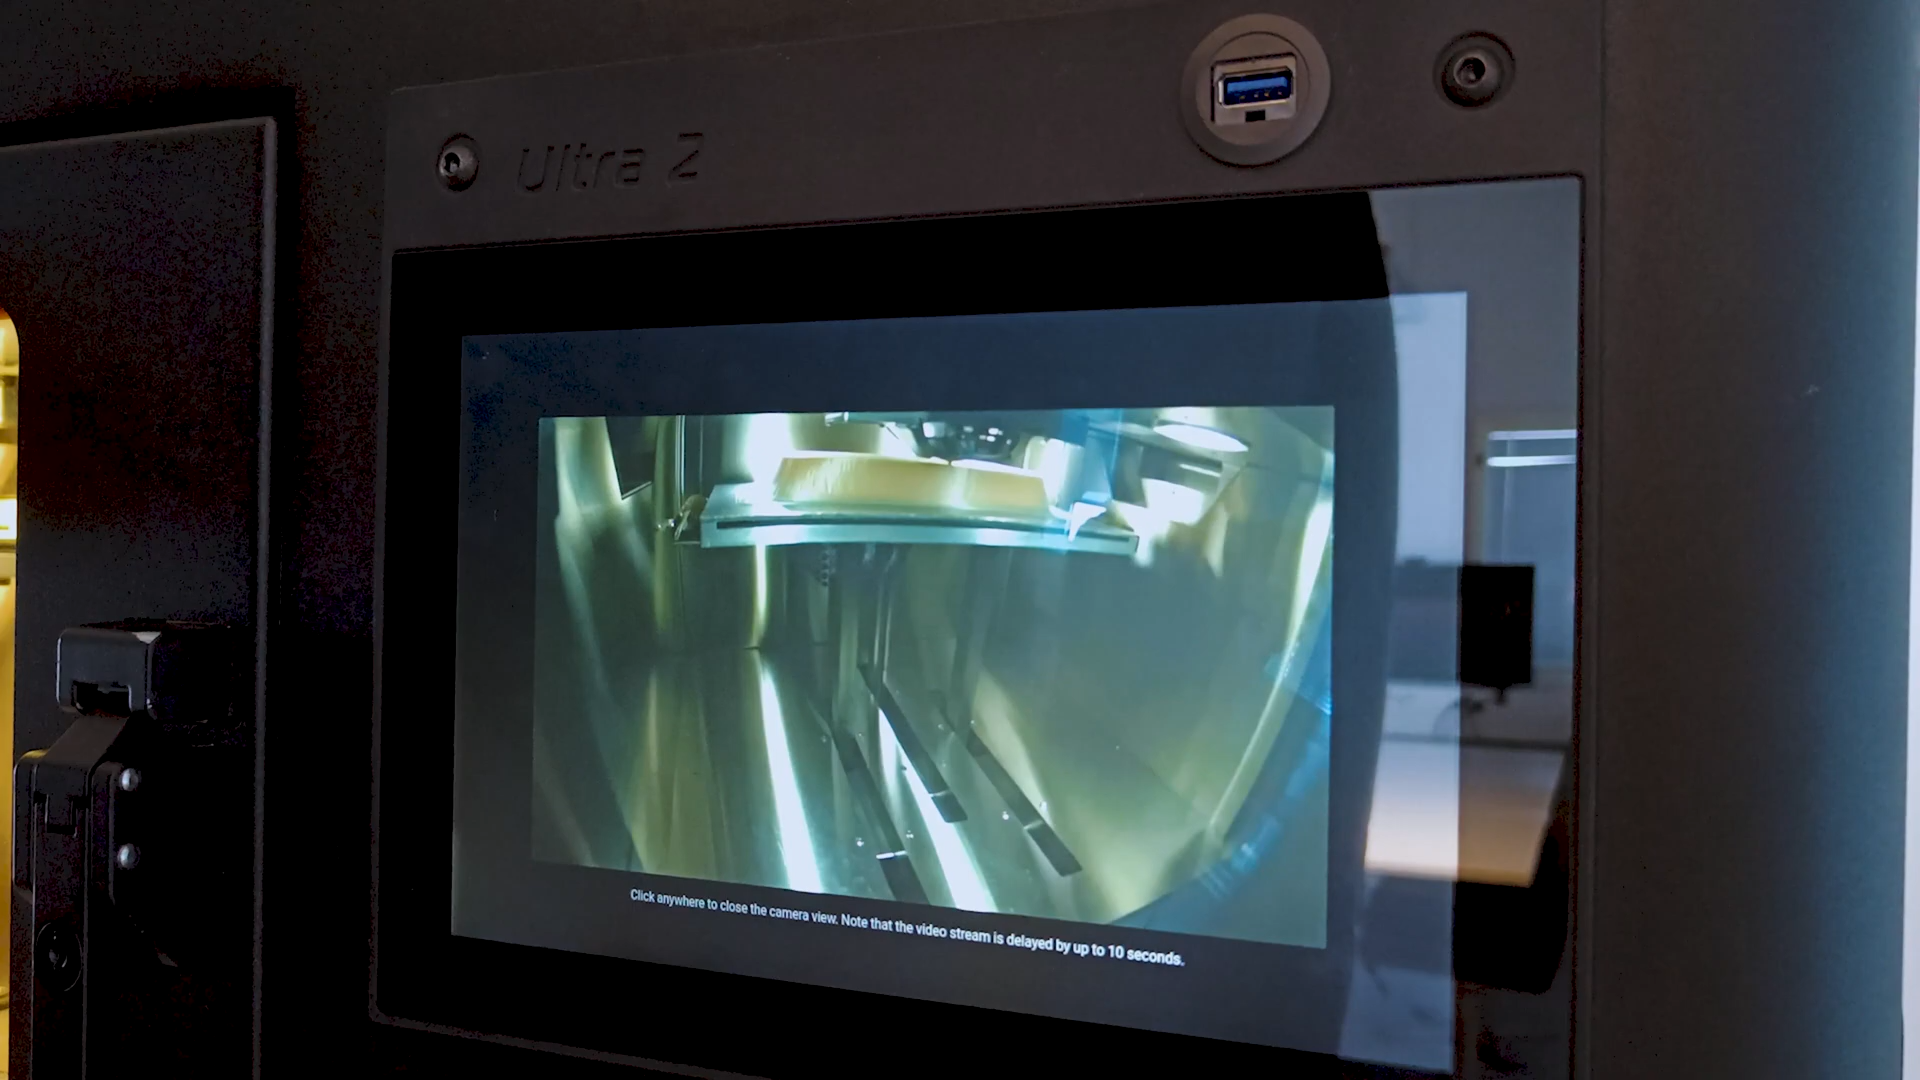 Ultra 2
Click anywhere to close the camera view. Note that the video stream is delayed by up to 10 seconds.